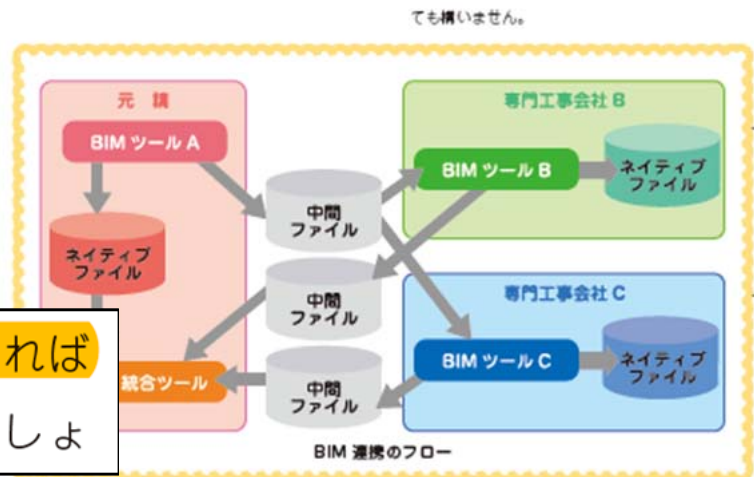 ても構いません。
元 請
BIM ツール A
ネイティブ
ファイル
統合ツール
中間
ファイル
中間
ファイル
中間
ファイル
専門工事会社 B
BIM ツール B
ネイティブ
ファイル
専門工事会社 C
BIM ツール C
ネイティブ
ファイル
BIM 連携のフロー
れば
しょ